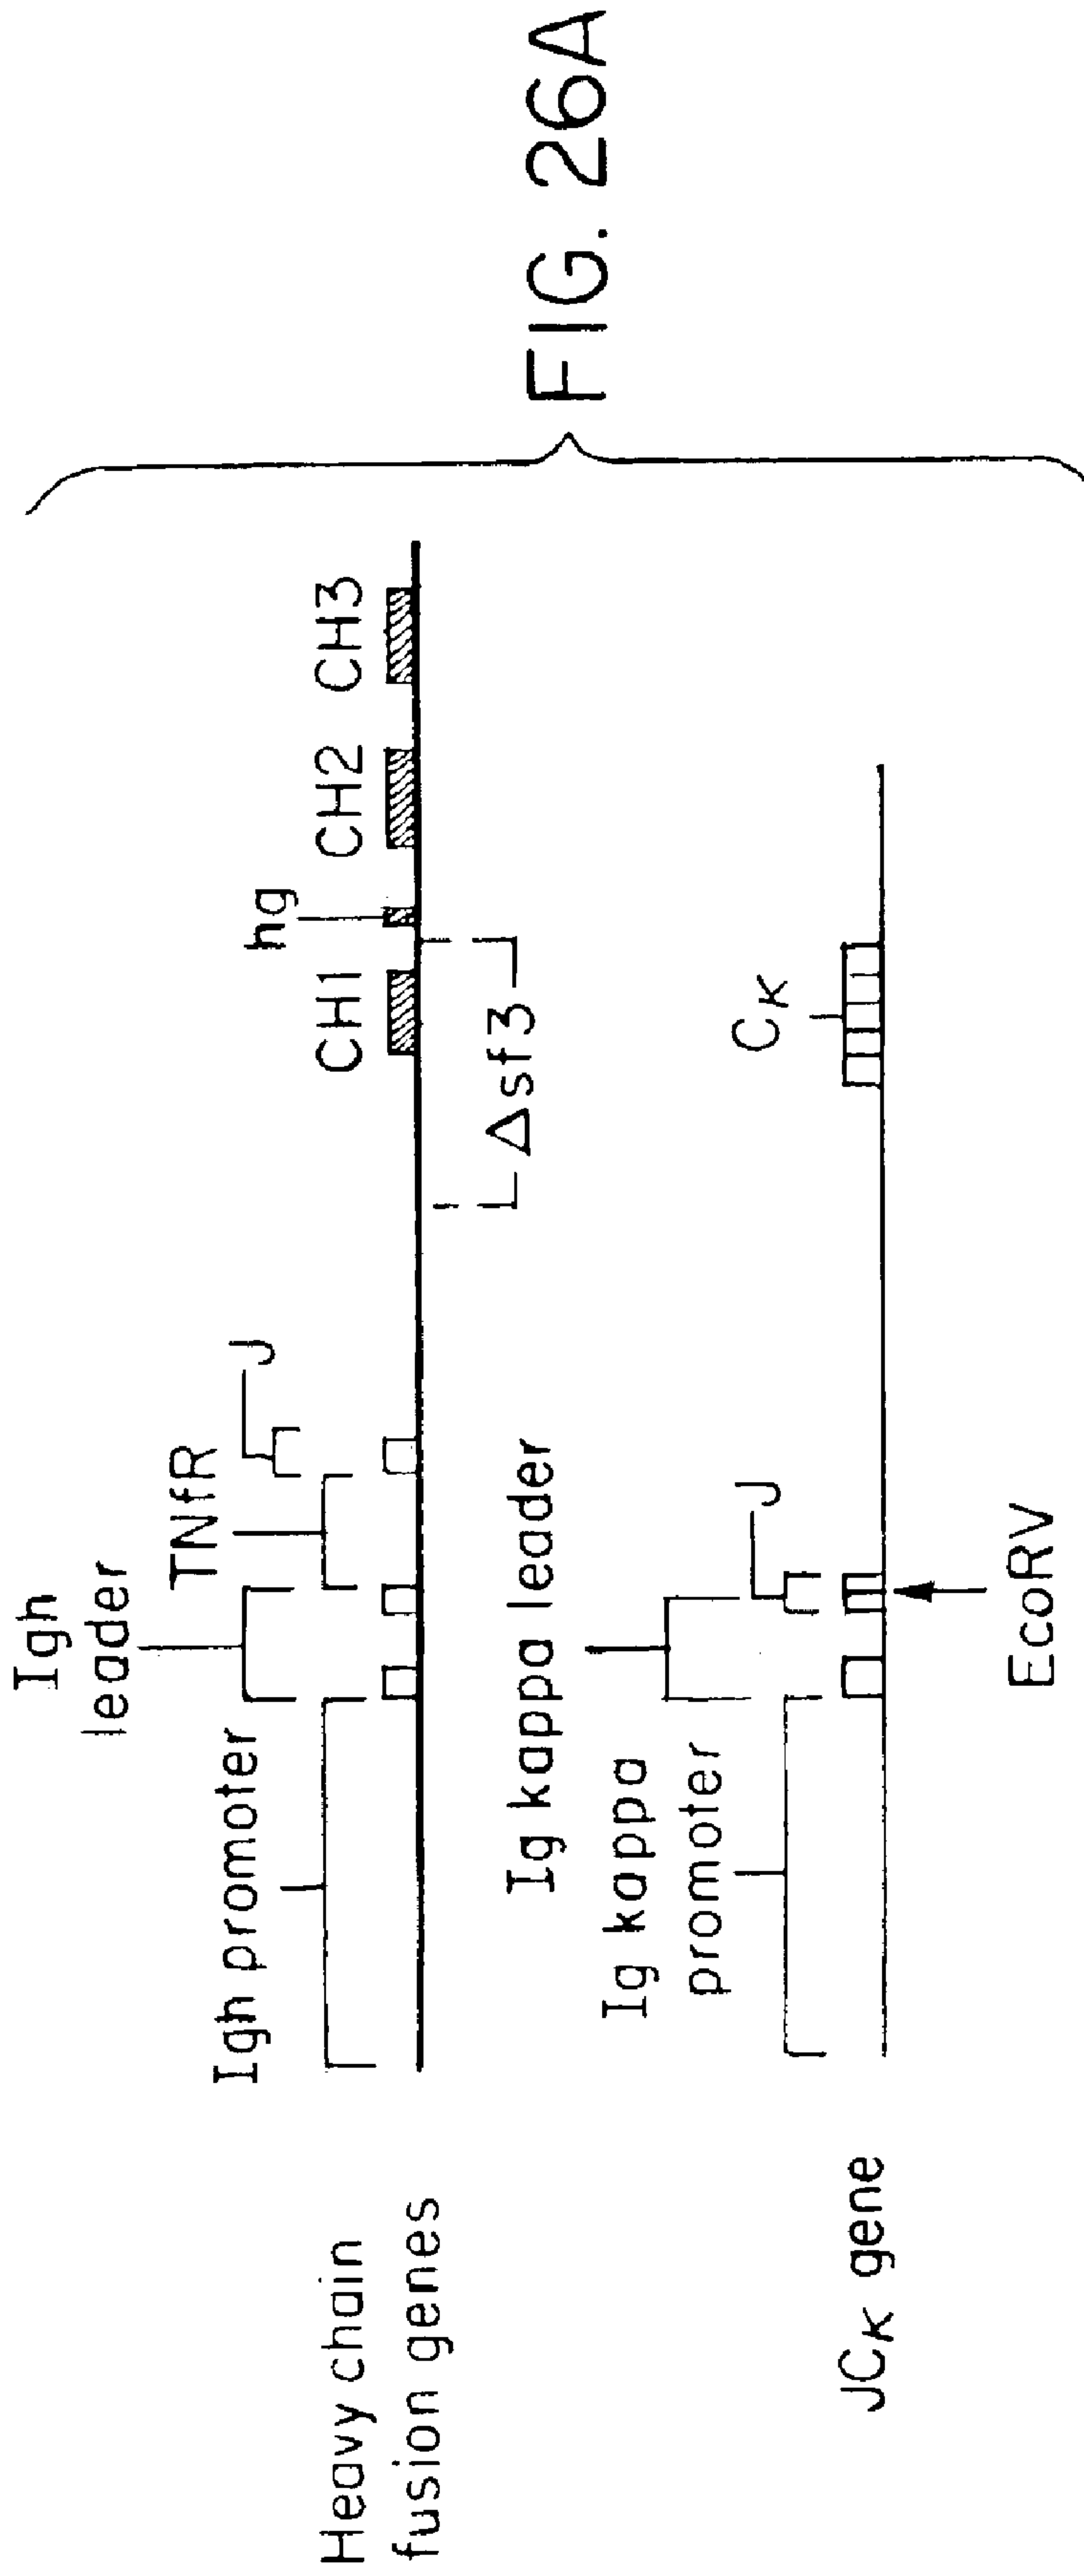 Heavy chain
fusion genes
Igh promoter
Igh
leader
TNfR
J
Δsf3
CH1
hg
CH2
CH3
JCκ gene
Ig kappa
promoter
Ig kappa leader
J
EcoRV
Cκ
FIG. 26A